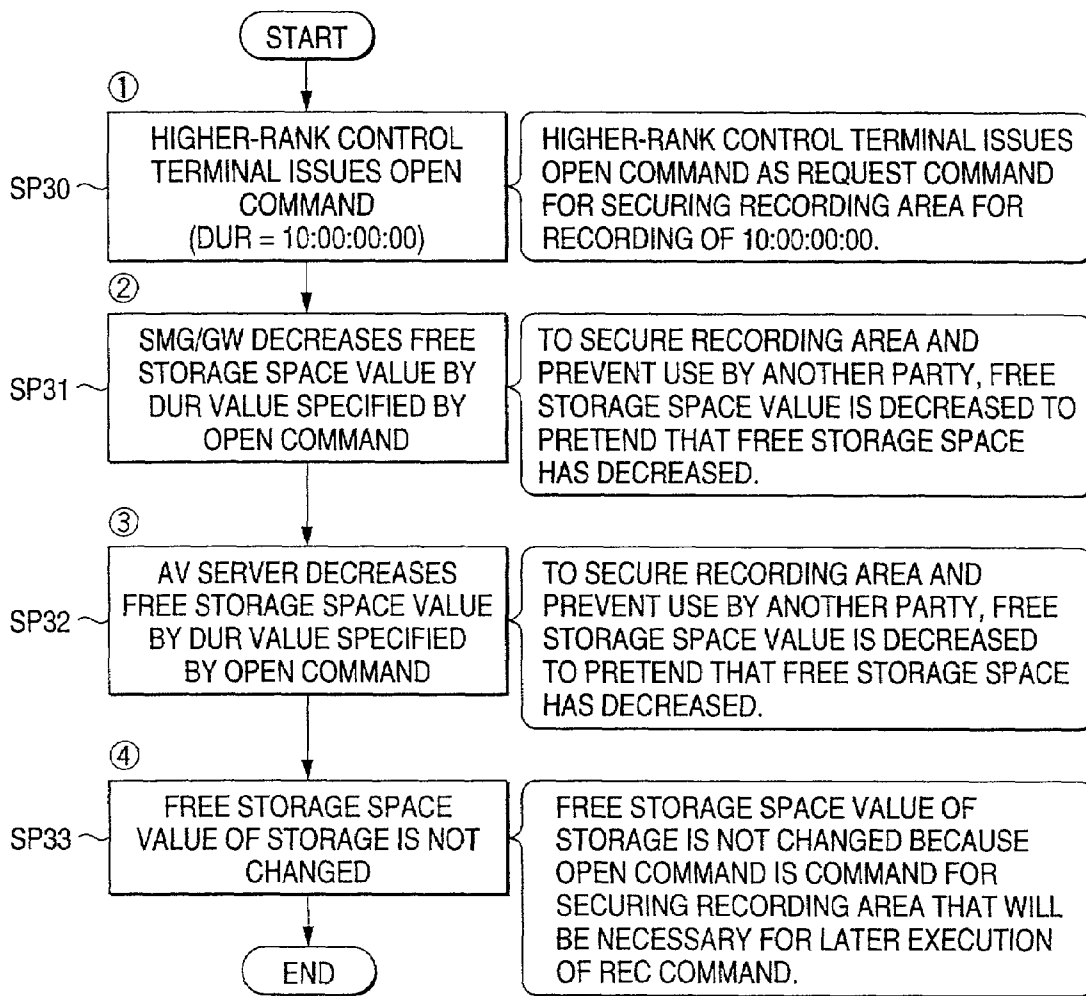 START
①
SP30
HIGHER-RANK CONTROL
TERMINAL ISSUES OPEN
COMMAND
(DUR = 10:00:00:00)
HIGHER-RANK CONTROL TERMINAL ISSUES
OPEN COMMAND AS REQUEST COMMAND
FOR SECURING RECORDING AREA FOR
RECORDING OF 10:00:00:00.
②
SP31
SMG/GW DECREASES FREE
STORAGE SPACE VALUE BY
DUR VALUE SPECIFIED BY
OPEN COMMAND
TO SECURE RECORDING AREA AND
PREVENT USE BY ANOTHER PARTY, FREE
STORAGE SPACE VALUE IS DECREASED TO
PRETEND THAT FREE STORAGE SPACE
HAS DECREASED.
③
SP32
AV SERVER DECREASES
FREE STORAGE SPACE VALUE
BY DUR VALUE SPECIFIED
BY OPEN COMMAND
TO SECURE RECORDING AREA AND
PREVENT USE BY ANOTHER PARTY, FREE
STORAGE SPACE VALUE IS DECREASED
TO PRETEND THAT FREE STORAGE SPACE
HAS DECREASED.
④
SP33
FREE STORAGE SPACE
VALUE OF STORAGE IS NOT
CHANGED
FREE STORAGE SPACE VALUE OF
STORAGE IS NOT CHANGED BECAUSE
OPEN COMMAND IS COMMAND FOR
SECURING RECORDING AREA THAT WILL
BE NECESSARY FOR LATER EXECUTION
OF REC COMMAND.
END